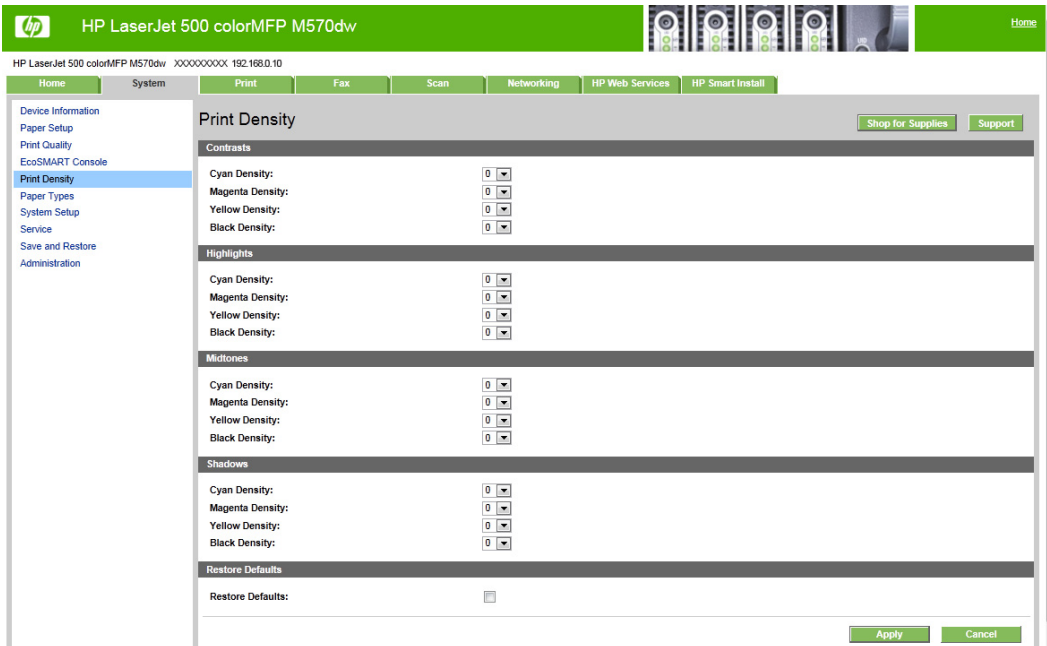 hp HP LaserJet 500 colorMFP M570dw
Home
HP LaserJet 500 colorMFP M570dw XXXXXXXXX 192.168.0.10
Home System Print Fax Scan Networking HP Web Services HP Smart Install
Device Information
Paper Setup
Print Quality
EcoSMART Console
Print Density
Paper Types
System Setup
Service
Save and Restore
Administration
Print Density
Shop for Supplies Support
Contrasts
Cyan Density: 0
Magenta Density: 0
Yellow Density: 0
Black Density: 0
Highlights
Cyan Density: 0
Magenta Density: 0
Yellow Density: 0
Black Density: 0
Midtones
Cyan Density: 0
Magenta Density: 0
Yellow Density: 0
Black Density: 0
Shadows
Cyan Density: 0
Magenta Density: 0
Yellow Density: 0
Black Density: 0
Restore Defaults
Restore Defaults:
Apply Cancel